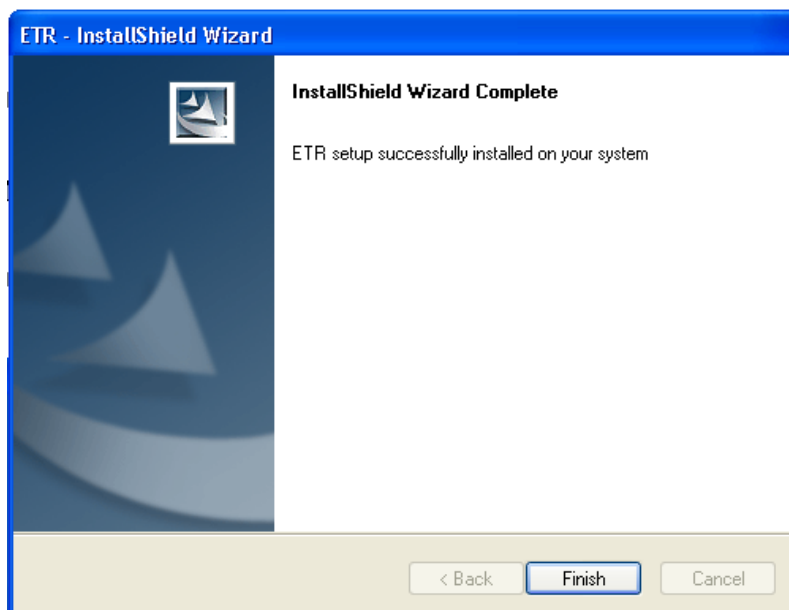 ETR - InstallShield Wizard
InstallShield Wizard Complete
ETR setup successfully installed on your system
< Back Finish Cancel